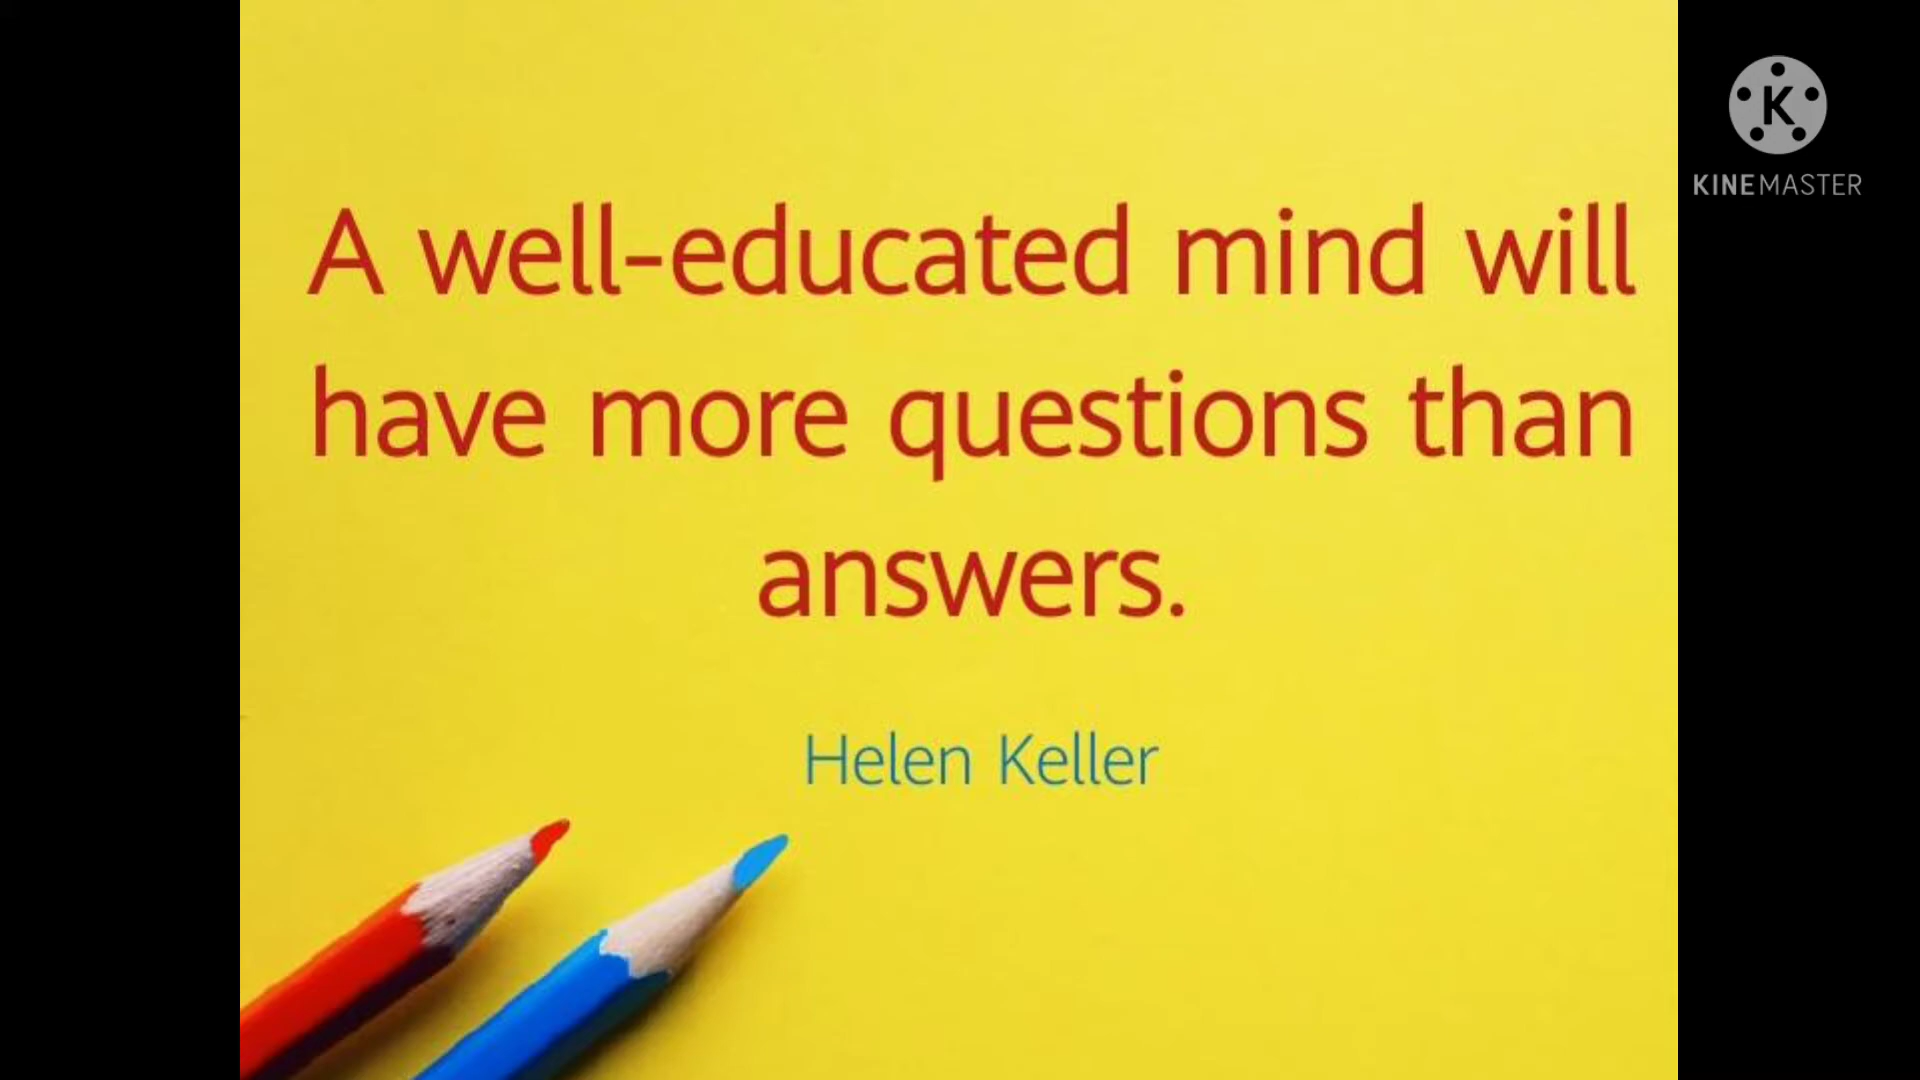 A well-educated mind will
have more questions than
answers.
Helen Keller
K
KINEMASTER